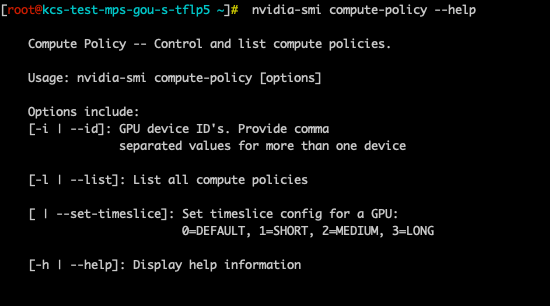 [root@kcs-test-mps-gou-s-tflp5 ~]#  nvidia-smi compute-policy --help
Compute Policy -- Control and list compute policies.
Usage: nvidia-smi compute-policy [options]
Options include:
[-i | --id]: GPU device ID's. Provide comma
separated values for more than one device
[-l | --list]: List all compute policies
[ | --set-timeslice]: Set timeslice config for a GPU:
0=DEFAULT, 1=SHORT, 2=MEDIUM, 3=LONG
[-h | --help]: Display help information